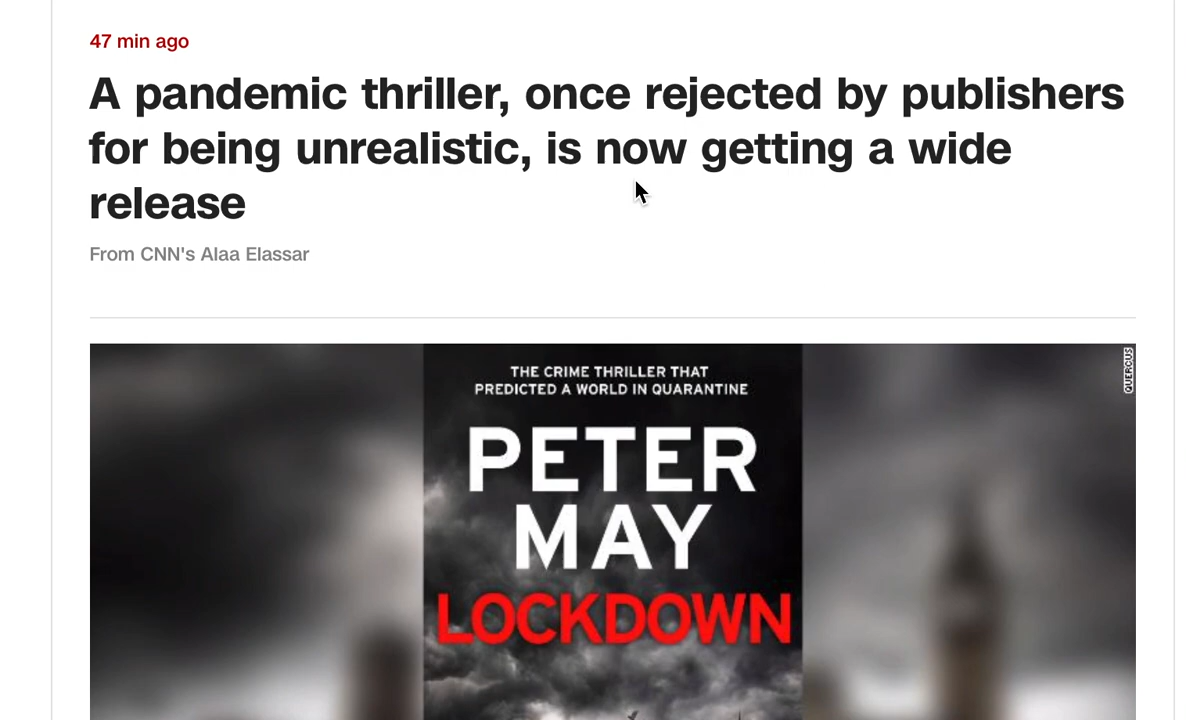 47 min ago
A pandemic thriller, once rejected by publishers
for being unrealistic, is now getting a wide
release
From CNN's Alaa Elassar
QUERCUS
THE CRIME THRILLER THAT
PREDICTED A WORLD IN QUARANTINE
PETER
MAY
LOCKDOWN